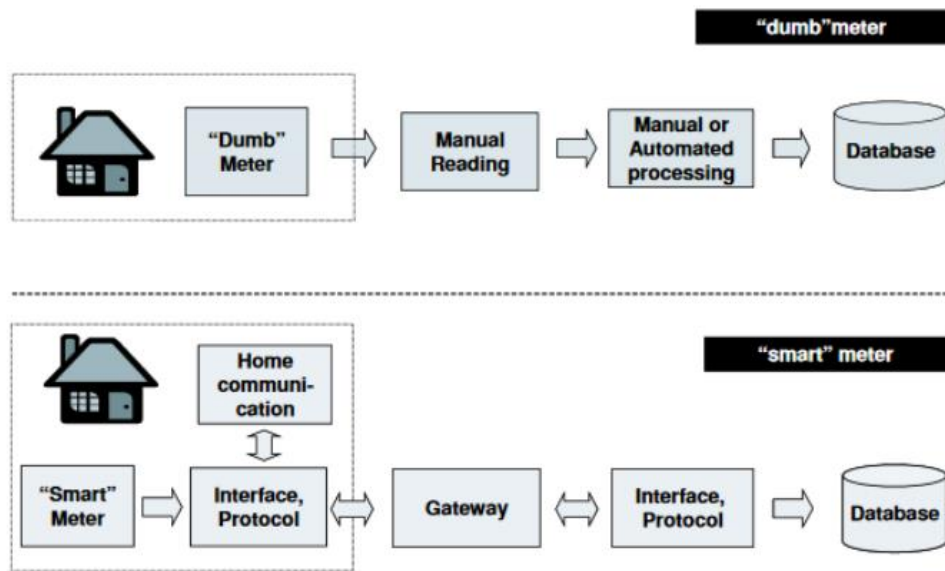 “dumb”meter
“Dumb”
Meter
Manual
Reading
Manual or
Automated
processing
Database
“smart” meter
Home
communi-
cation
“Smart”
Meter
Interface,
Protocol
Gateway
Interface,
Protocol
Database